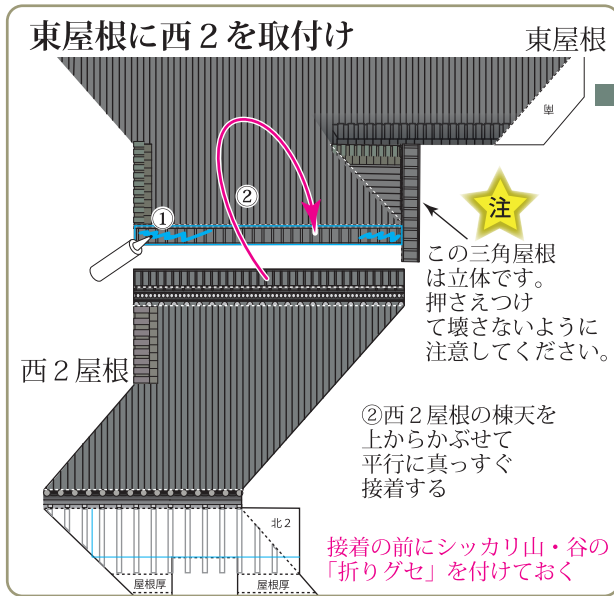 東屋根に西２を取付け
東屋根
南
②
①
注
この三角屋根
は立体です。
押さえつけ
て壊さないように
注意してください。
西２屋根
②西２屋根の棟天を
上からかぶせて
平行に真っすぐ
接着する
北２
接着の前にシッカリ山・谷の
「折りグセ」を付けておく
屋根厚
屋根厚